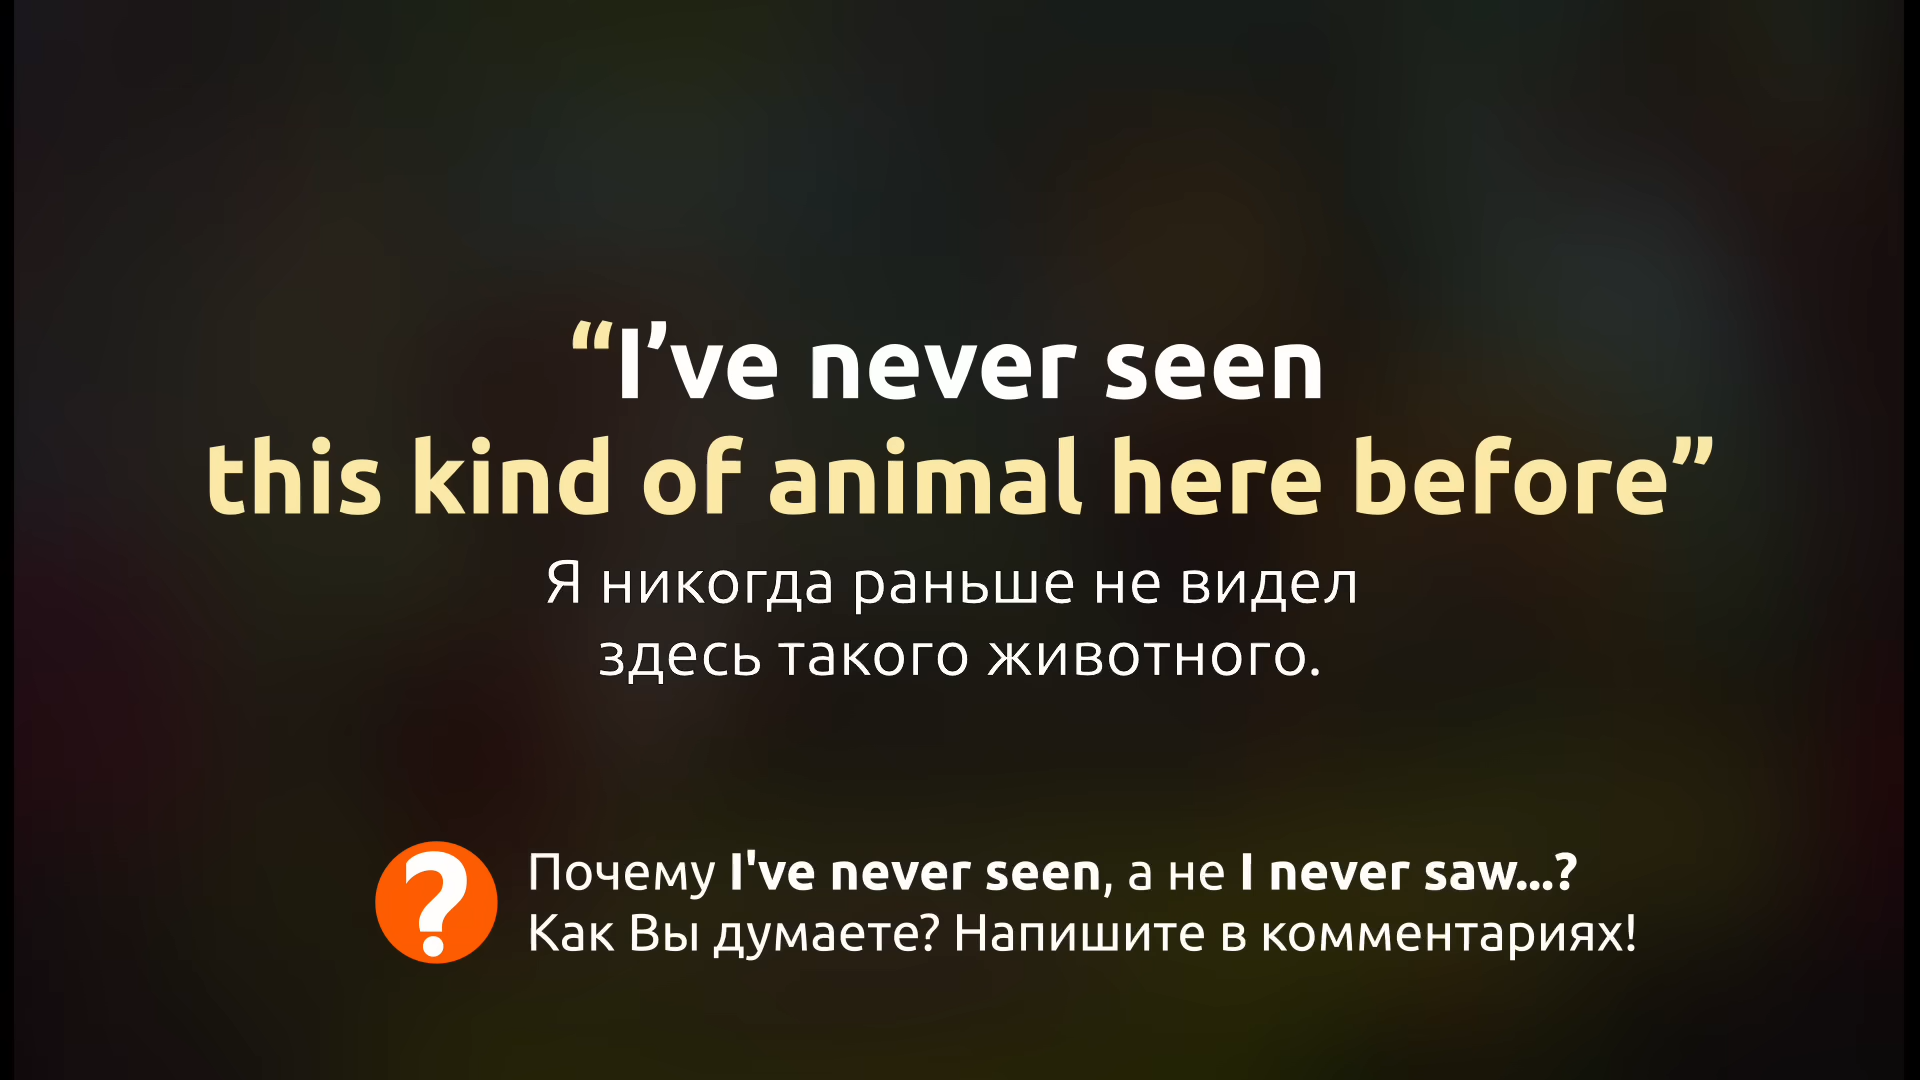 “I’ve never seen
this kind of animal here before”
Я никогда раньше не видел
здесь такого животного.
Почему I've never seen, а не I never saw...?
Как Вы думаете? Напишите в комментариях!
?